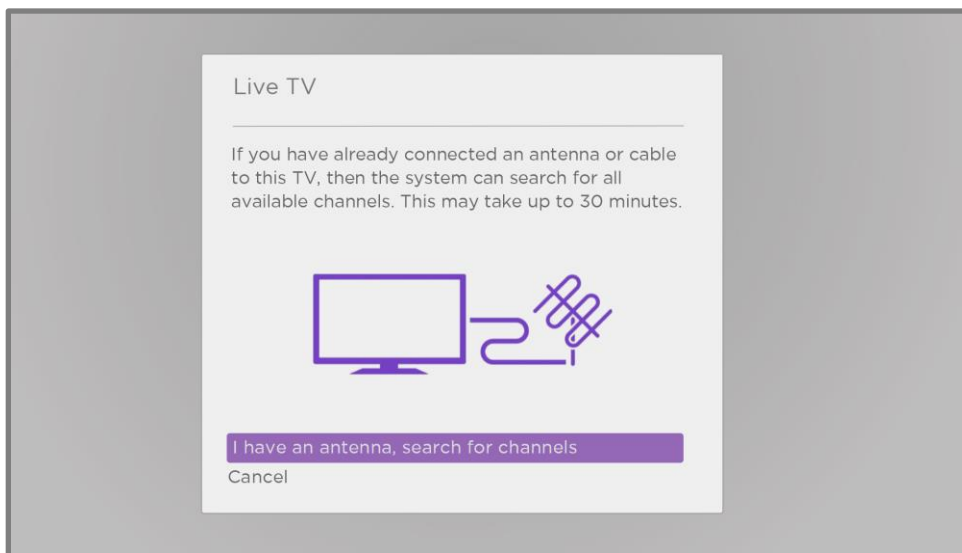 Live TV
If you have already connected an antenna or cable
to this TV, then the system can search for all
available channels. This may take up to 30 minutes.
I have an antenna, search for channels
Cancel